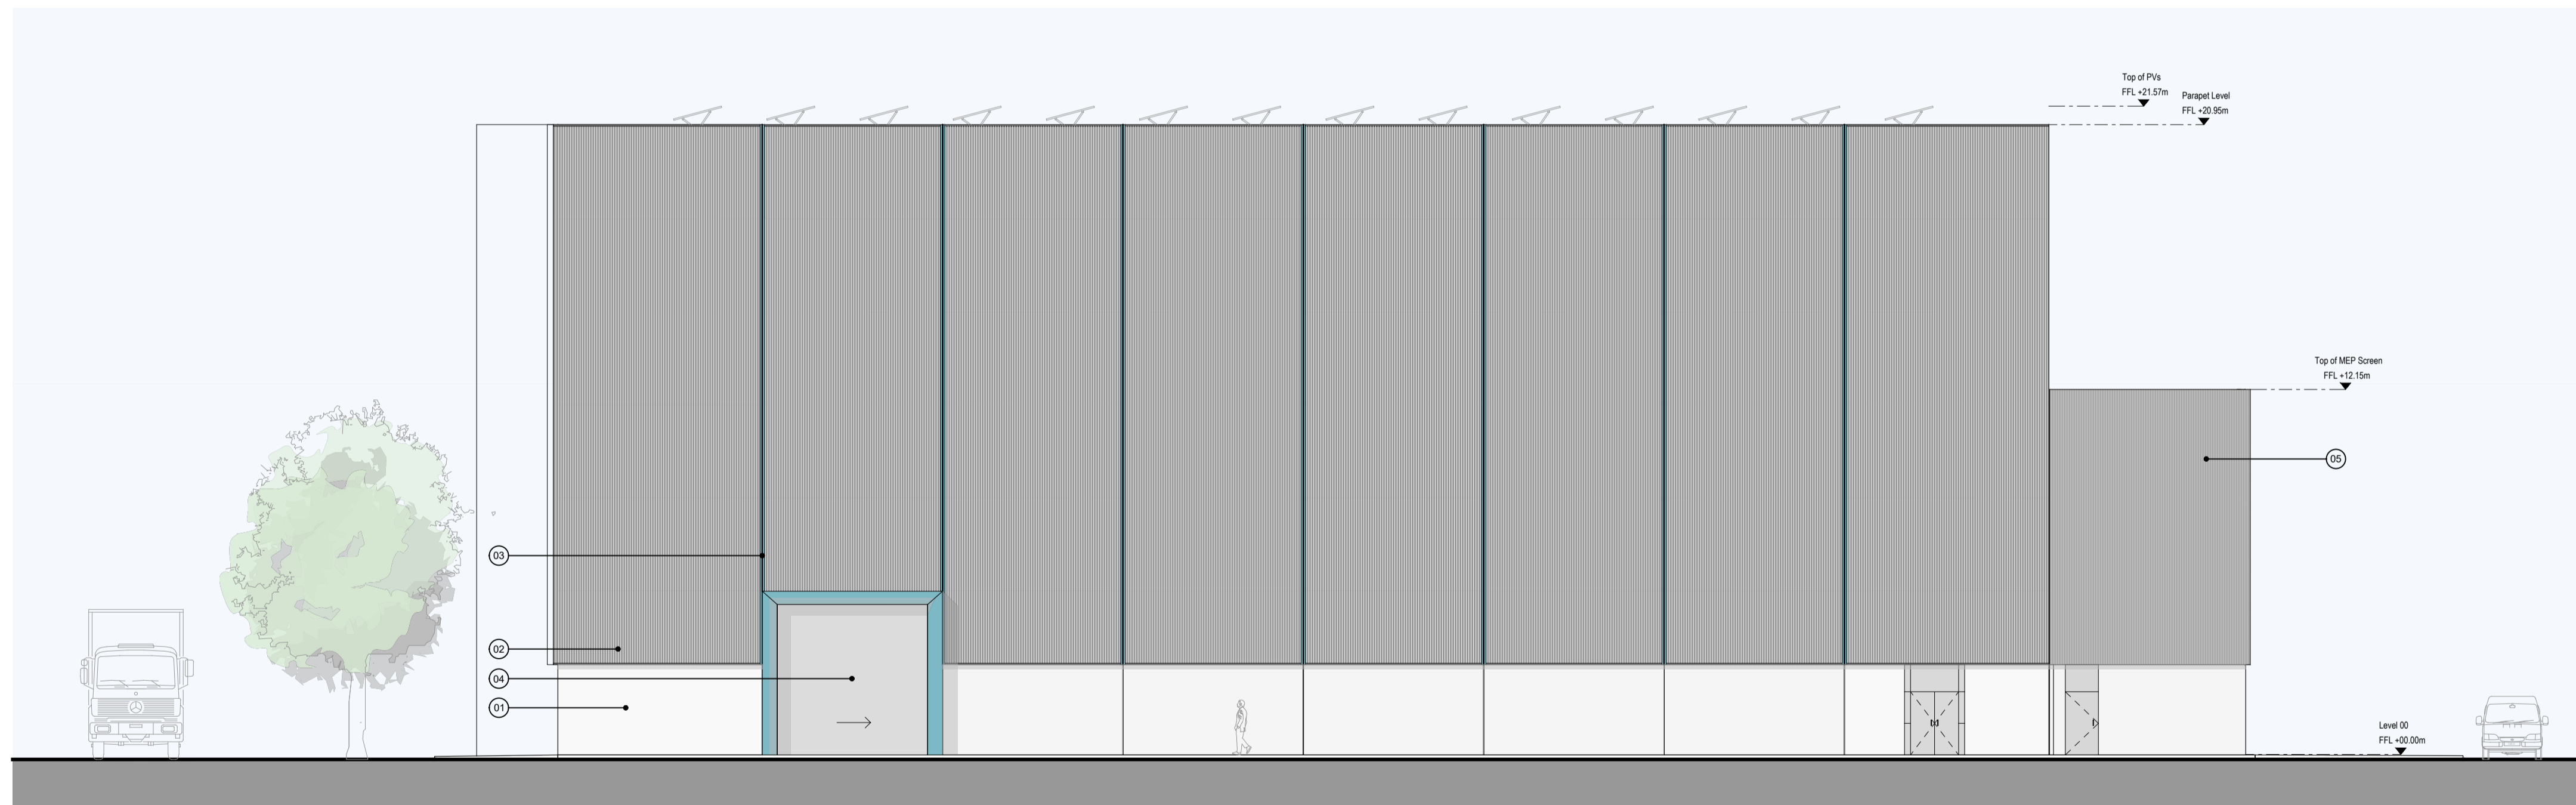 Top of PVs
FFL +21.57m
Parapet Level
FFL +20.95m
Top of MEP Screen
FFL +12.15m
05
03
02
04
01
Level 00
FFL +00.00m